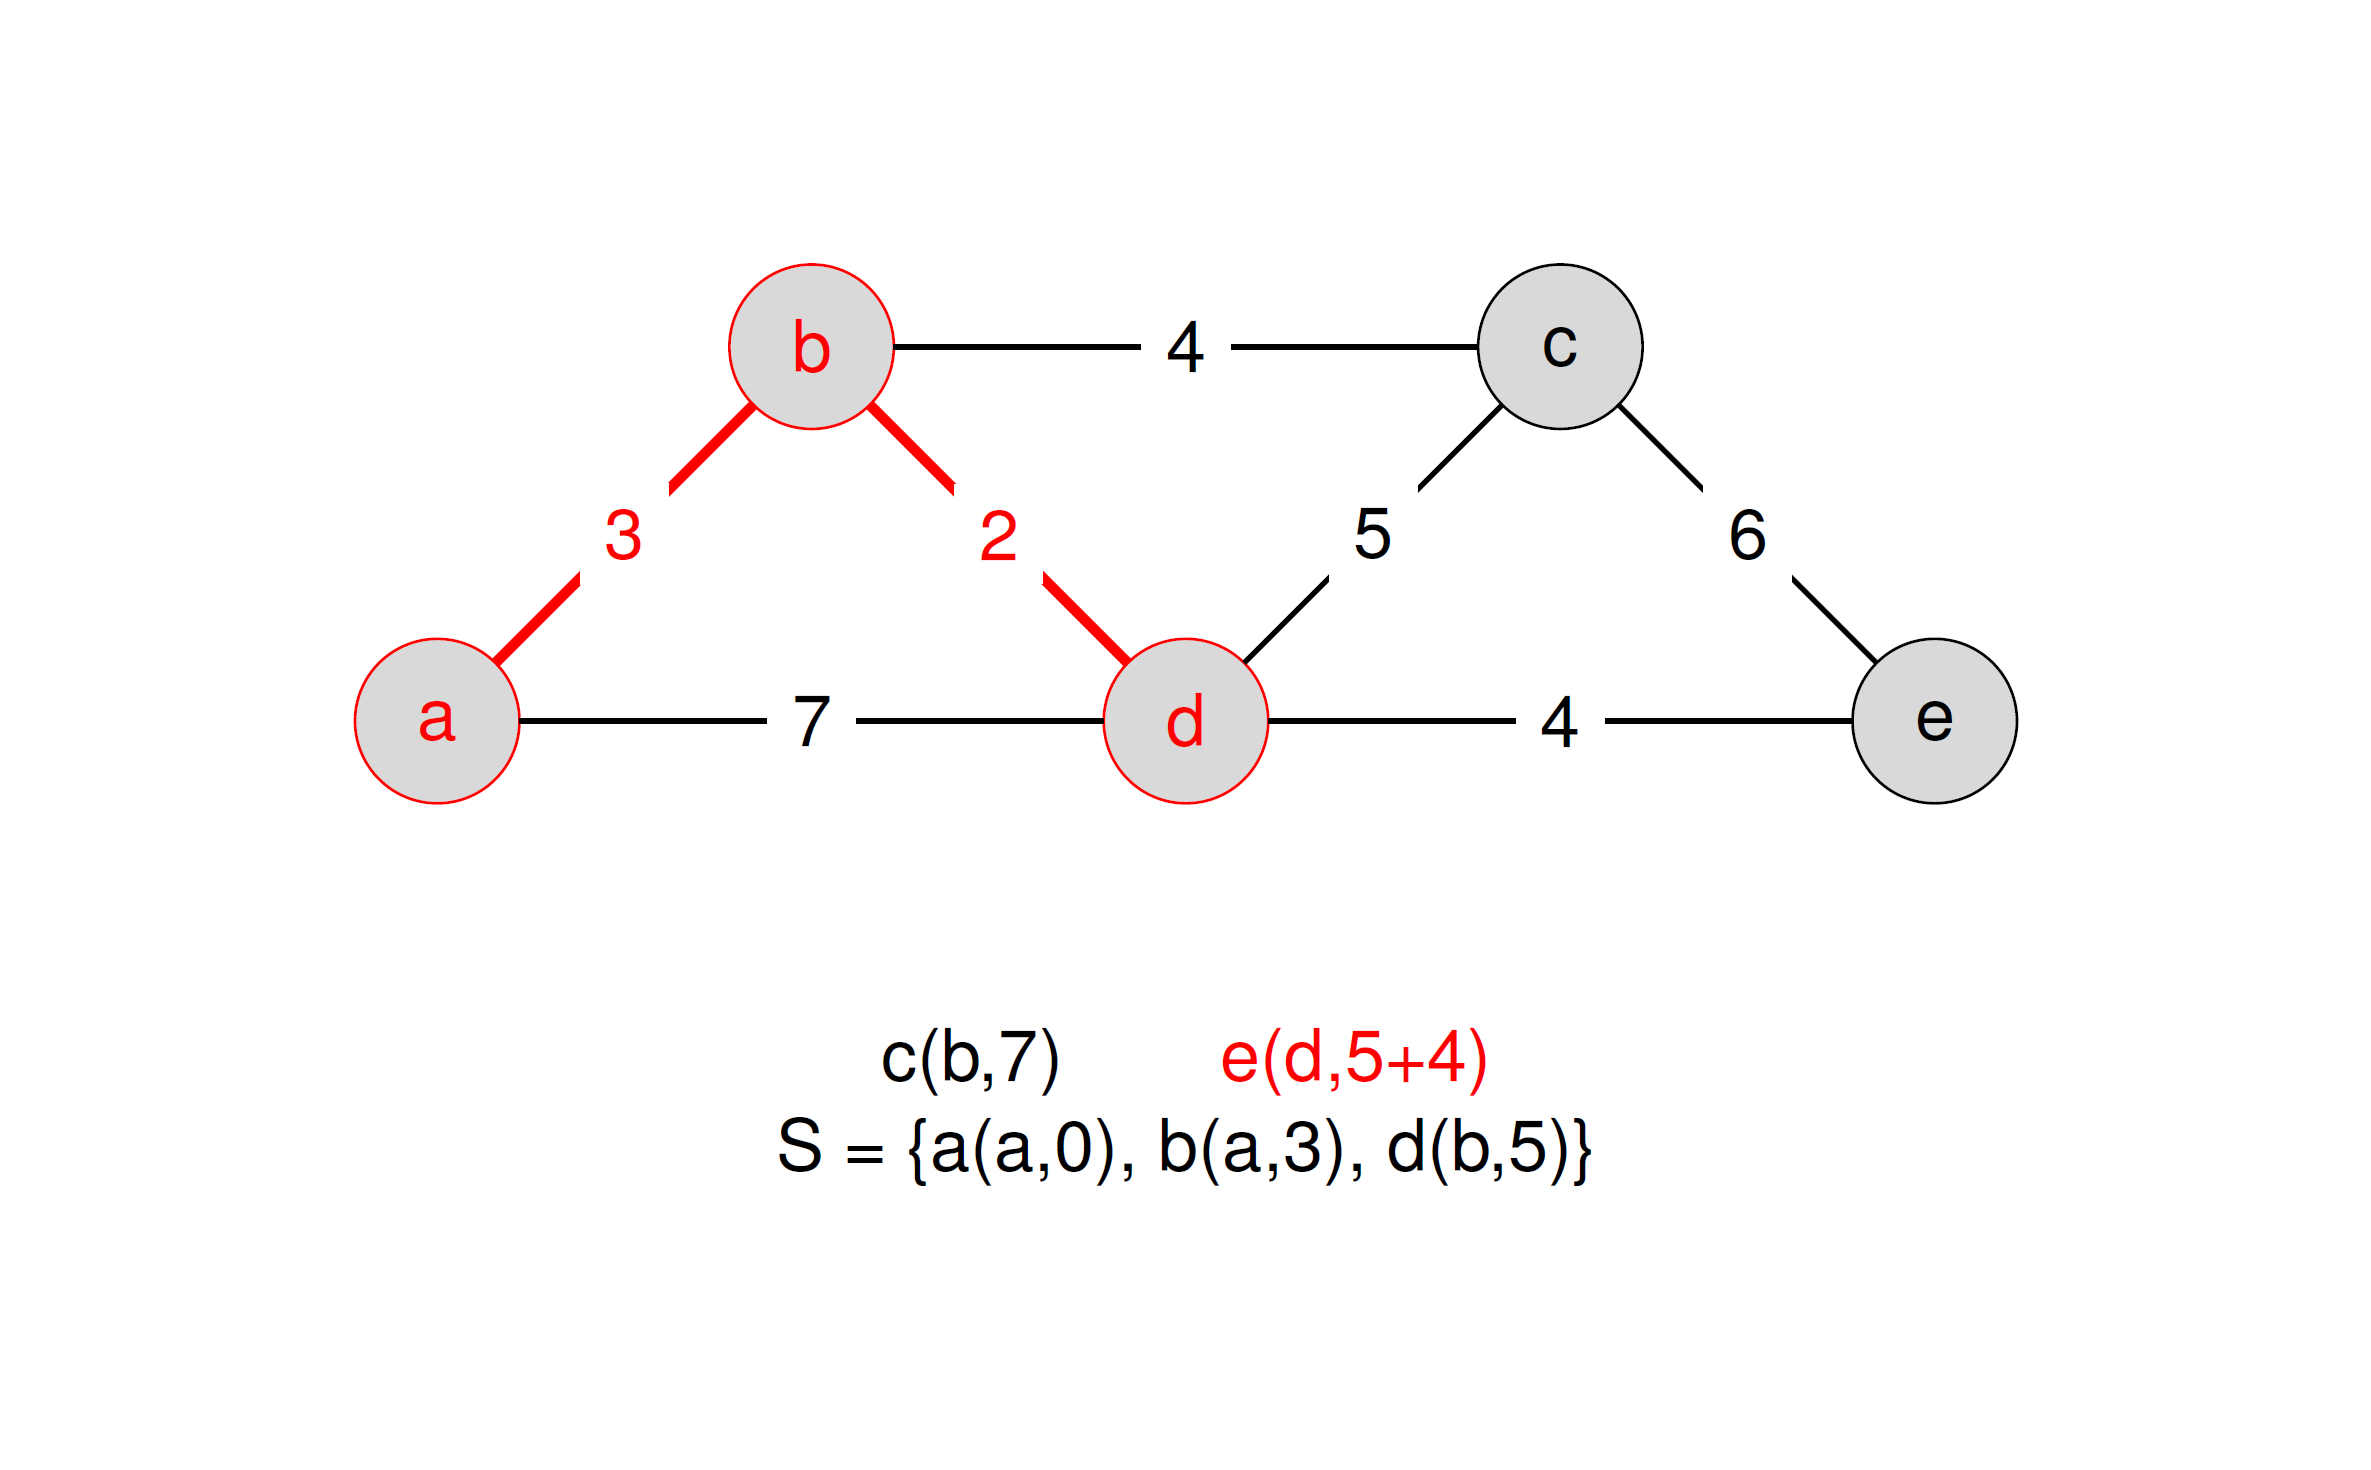 b 4 c
3 2 5 6
a 7 d 4 e
c(b,7) e(d,5+4)
S = {a(a,0), b(a,3), d(b,5)}